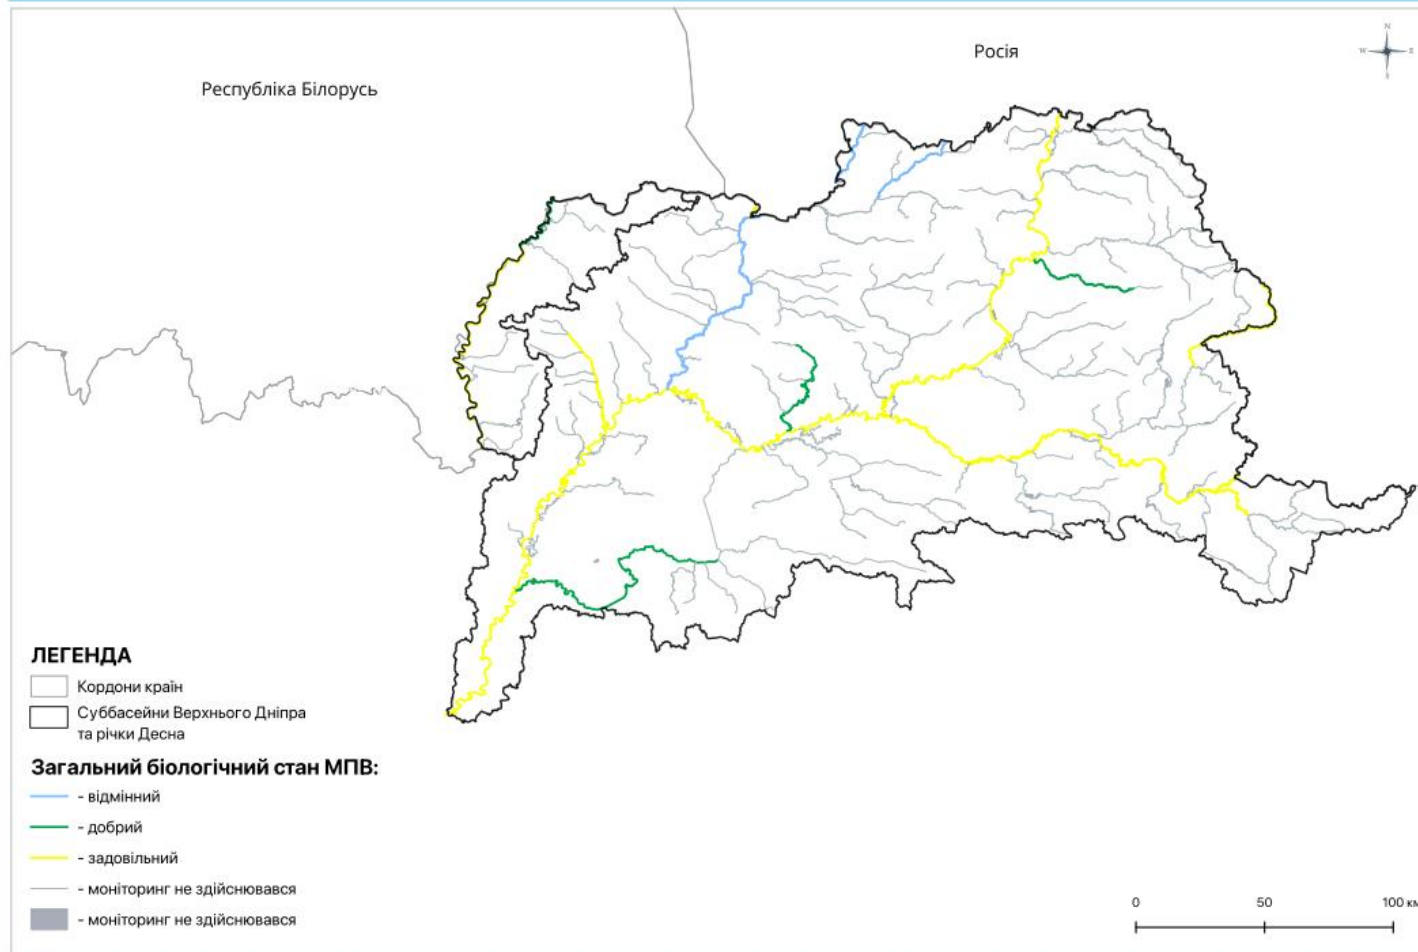 Росія
N
W
E
S
Республіка Білорусь
ЛЕГЕНДА
Кордони країн
Суббасейни Верхнього Дніпра
та річки Десна
Загальний біологічний стан МПВ:
- відмінний
- добрий
- задовільний
- моніторинг не здійснювався
- моніторинг не здійснювався
0 50 100 км